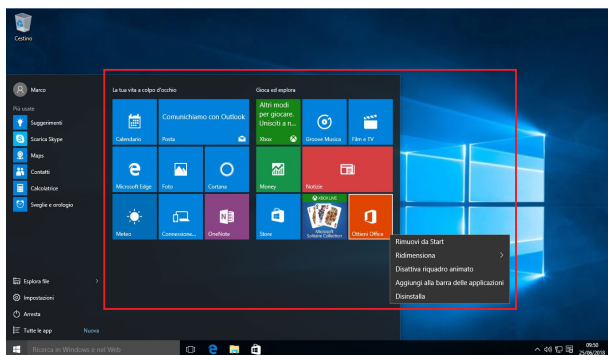 Cestino
Marco
Più usate
Suggerimenti
Scarica Skype
Maps
Contatti
Calcolatrice
Sveglie e orologio
Esplora file
Impostazioni
Arresta
Tutte le app
Nuova
La tua vita a colpo d'occhio
Calendario
Comunichiamo con Outlook
Posta
Microsoft Edge
Foto
Cortana
Meteo
Connessione...
OneNote
Gioca ed esplora
Altri modi
per giocare.
Unisciti a n...
Xbox
Groove Musica
Film e TV
Money
Notizie
Store
XBOX LIVE
Microsoft
Solitaire Collection
Ottieni Office
Rimuovi da Start
Ridimensiona
Disattiva riquadro animato
Aggiungi alla barra delle applicazioni
Disinstalla
Ricerca in Windows e nel Web
09:50
25/06/2018